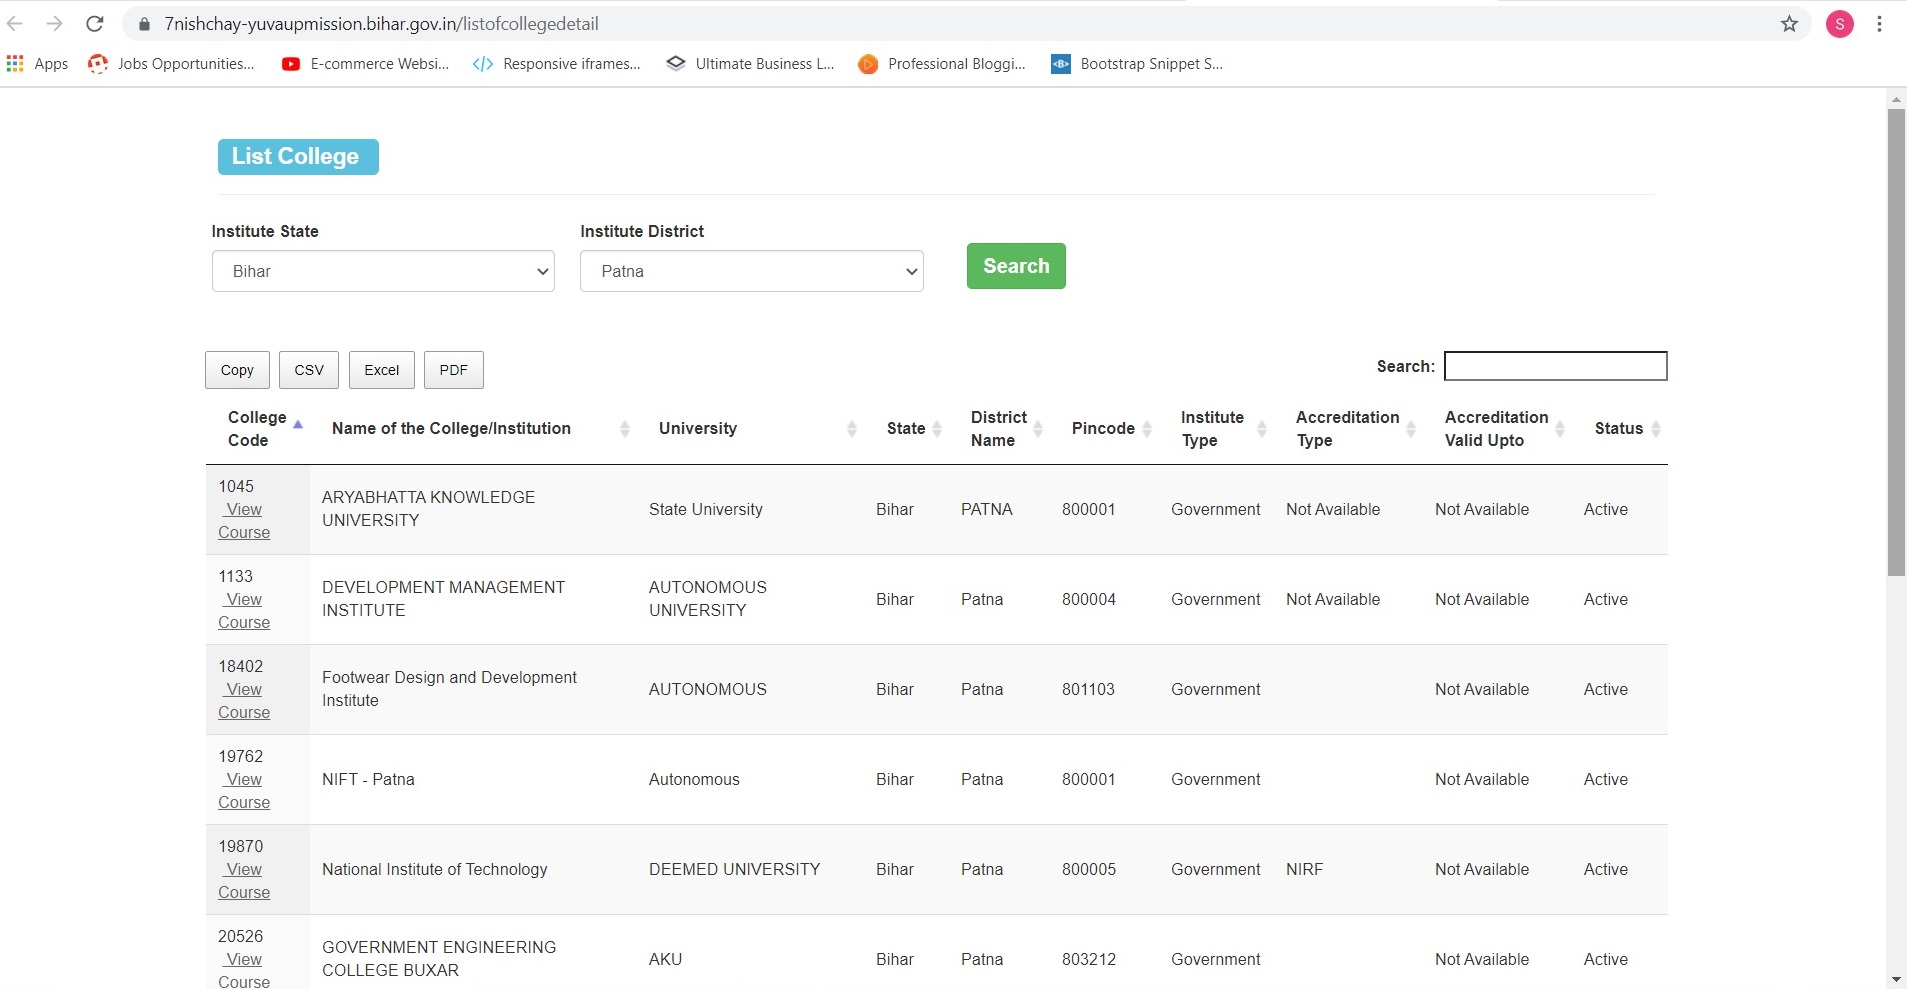 7nishchay-yuvaupmission.bihar.gov.in/listofcollegedetail
S
Apps Jobs Opportunities... E-commerce Websi... Responsive iframes... Ultimate Business L... Professional Bloggi... <B> Bootstrap Snippet S...
List College
Institute State Institute District
Bihar Patna Search
Copy CSV Excel PDF Search:
College Code Name of the College/Institution University State District Name Pincode Institute Type Accreditation Type Accreditation Valid Upto Status
1045 View Course ARYABHATTA KNOWLEDGE UNIVERSITY State University Bihar PATNA 800001 Government Not Available Not Available Active
1133 View Course DEVELOPMENT MANAGEMENT INSTITUTE AUTONOMOUS UNIVERSITY Bihar Patna 800004 Government Not Available Not Available Active
18402 View Course Footwear Design and Development Institute AUTONOMOUS Bihar Patna 801103 Government Not Available Active
19762 View Course NIFT - Patna Autonomous Bihar Patna 800001 Government Not Available Active
19870 View Course National Institute of Technology DEEMED UNIVERSITY Bihar Patna 800005 Government NIRF Not Available Active
20526 View Course GOVERNMENT ENGINEERING COLLEGE BUXAR AKU Bihar Patna 803212 Government Not Available Active